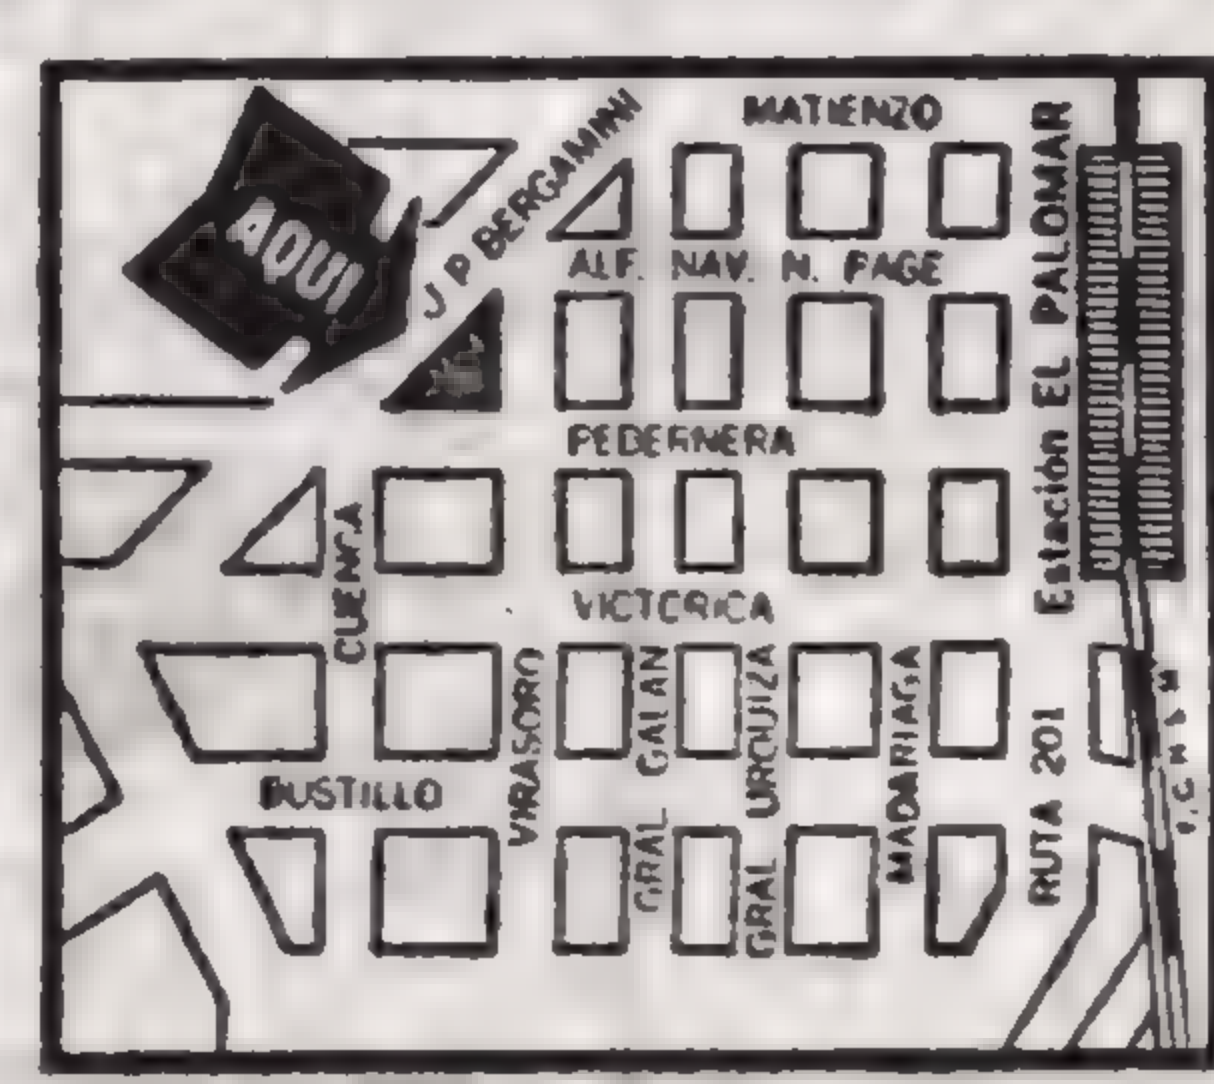 MATIENZO
J P BERGAMINI
AQUI
ALF. NAV. N. PAGE
Estación EL PALOMAR
PEDERNERA
CUENCA
VICTORICA
VIRASORO
GRAL GALAN
GRAL URQUIZA
MADARIAGA
RUTA 201
BUSTILLO